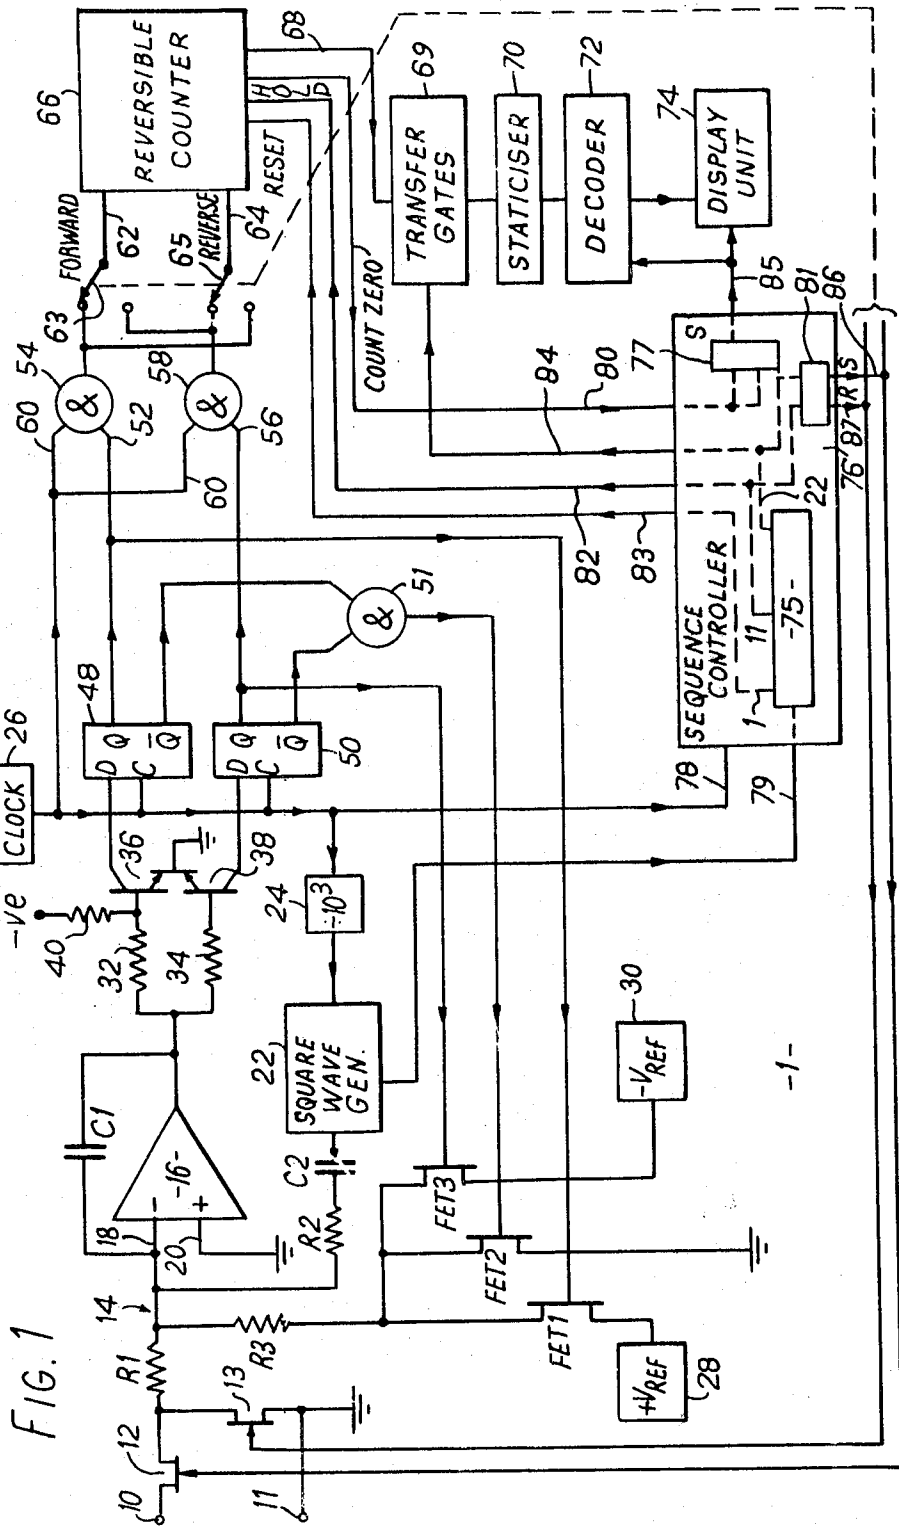 FIG. 1
10
12
11
13
R1
14
18
20
-16-
−
+
C1
R2
C2
R3
FET1
FET2
FET3
+VREF
28
-VREF
30
-1-
SQUARE
WAVE
GEN.
22
÷10³
24
-ve
40
32
34
36
38
CLOCK
26
48
D Q
C Q̅
50
D Q
C Q̅
51
&
52
54
&
56
58
&
60
60
FORWARD
62
63
65
REVERSE
64
66
REVERSIBLE
COUNTER
RESET
HOLD
68
COUNT ZERO
TRANSFER
GATES
69
STATICISER
70
DECODER
72
DISPLAY
UNIT
74
85
84
80
82
83
SEQUENCE
CONTROLLER
S
77
81
86
S
R
87
76
22
11
1
-75-
78
79